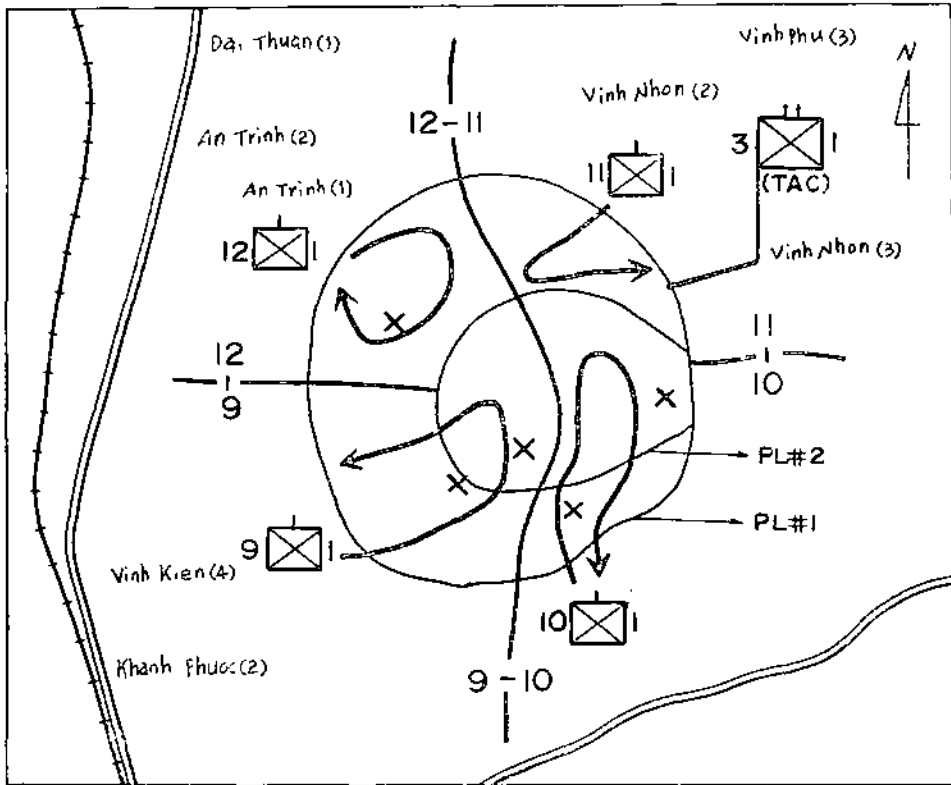 Dai Thuan (1)
Vinh Phu (3)
N
Vinh Nhon (2)
12-11
An Trinh (2)
3 1
(TAC)
11 1
An Trinh (1)
12 1
Vinh Nhon (3)
11
10
12
9
PL#2
PL#1
9 1
Vinh Kien (4)
10 1
Khanh Phuoc (2)
9-10